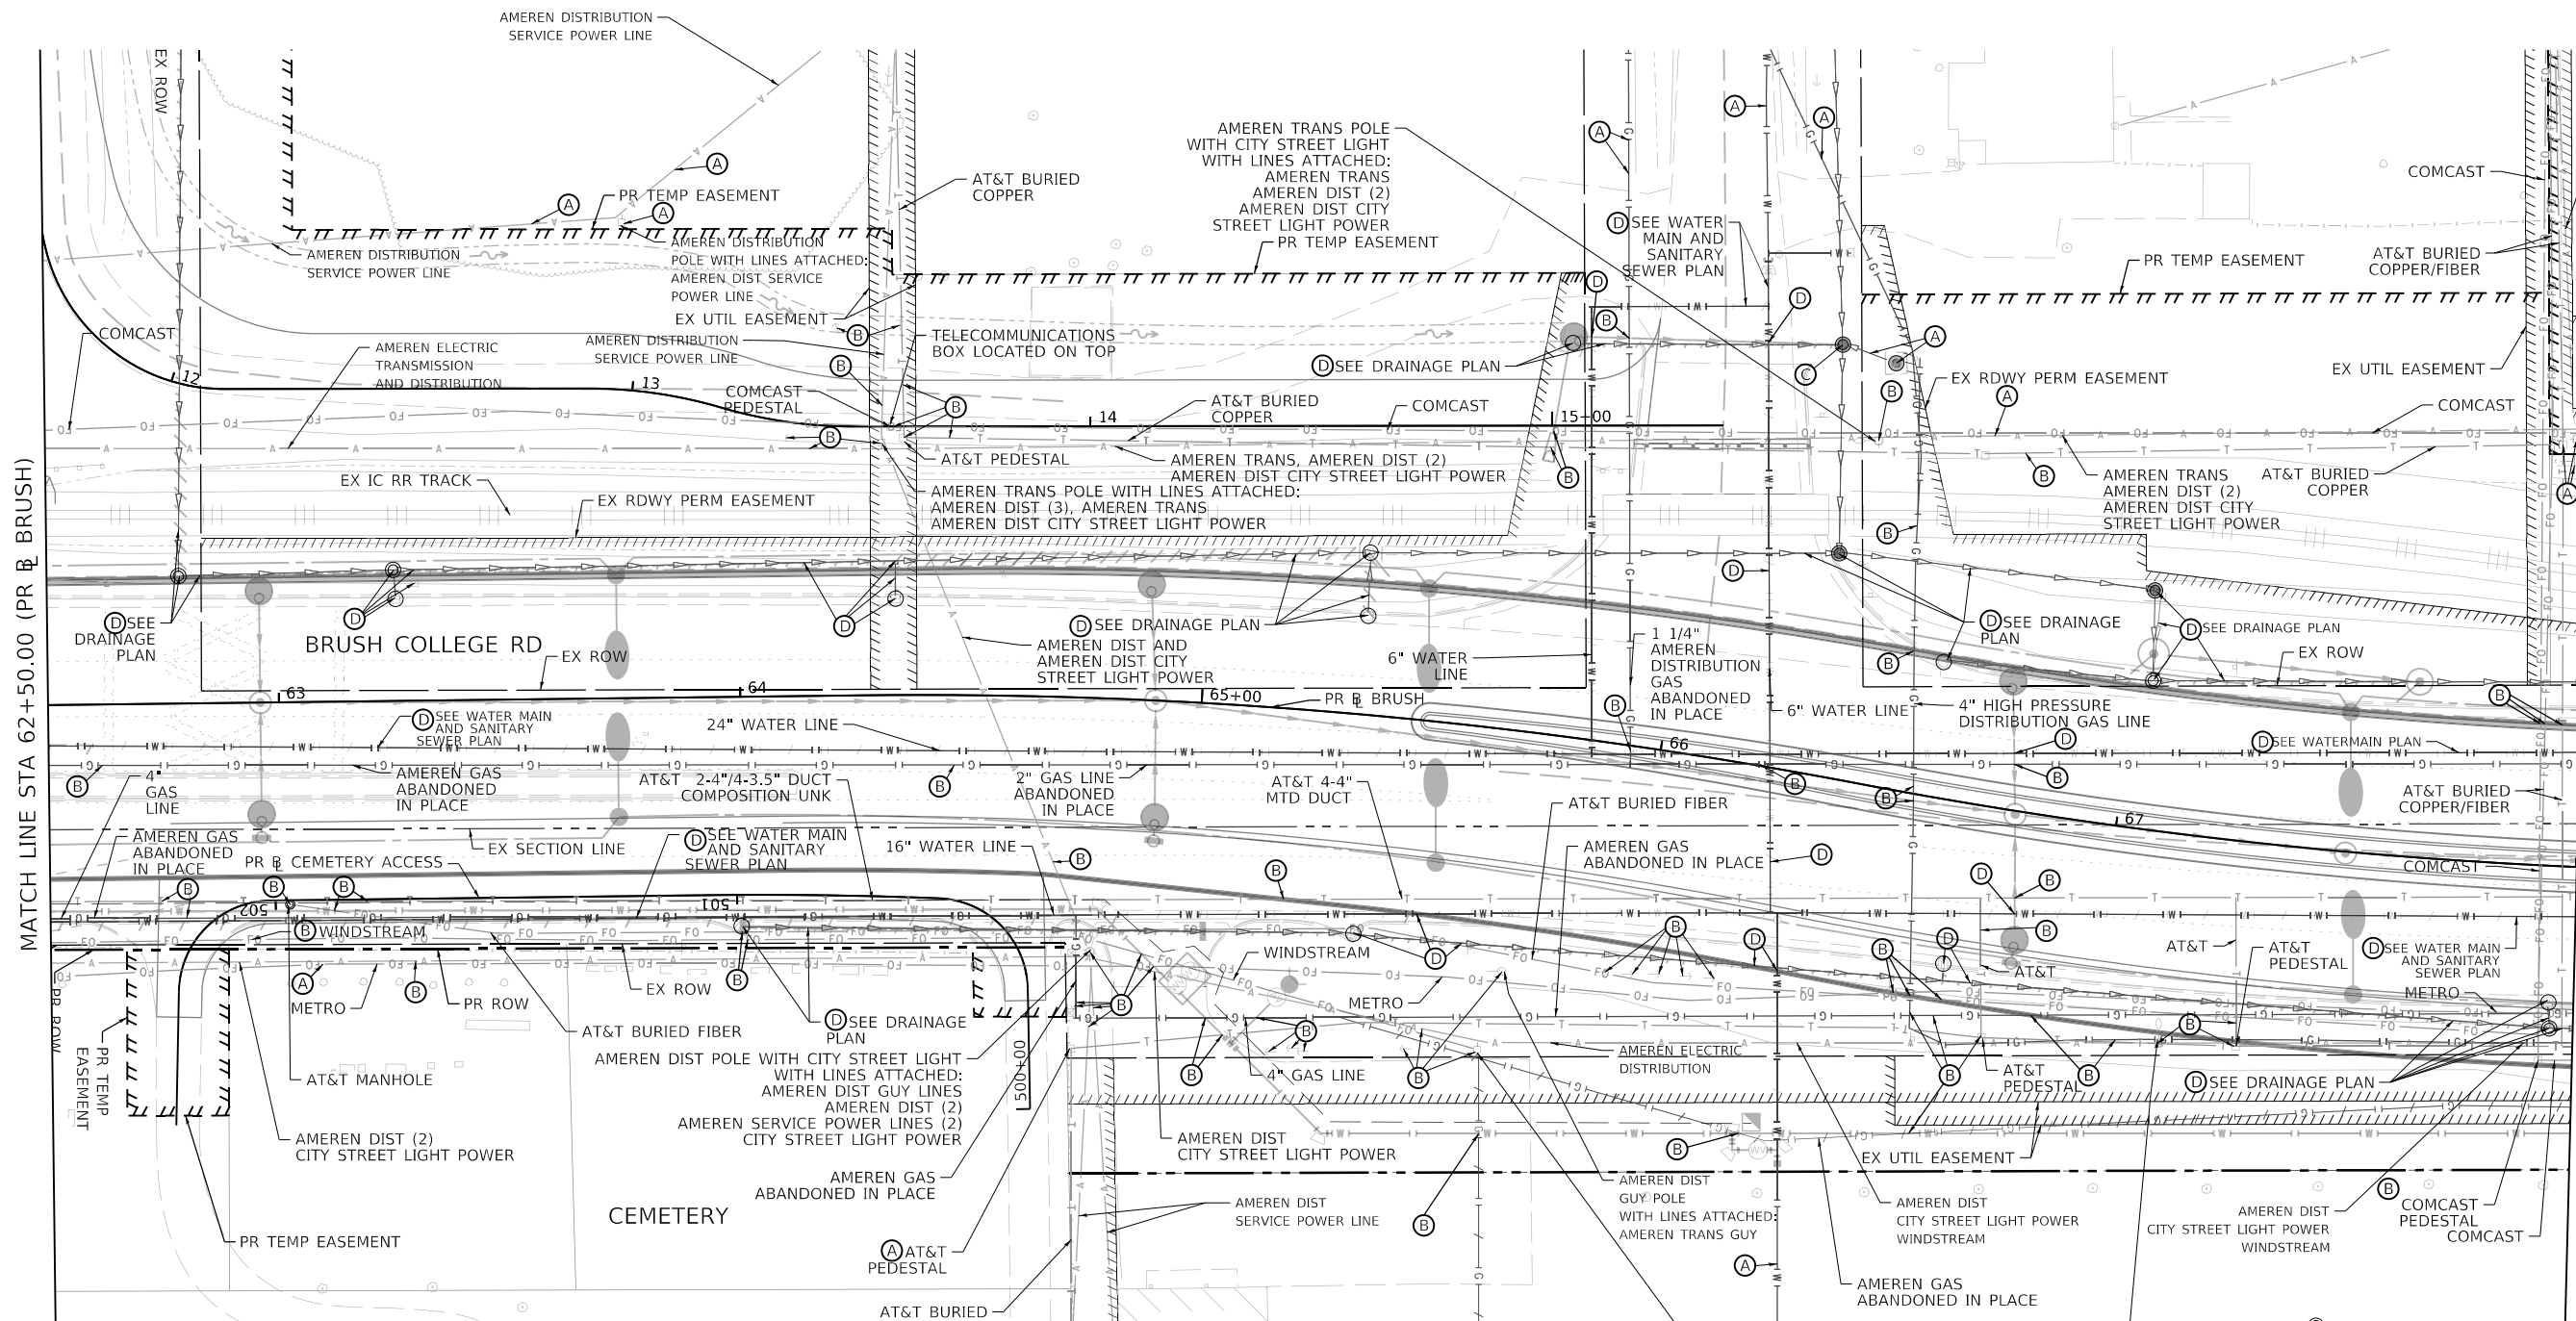 AMEREN DISTRIBUTION
SERVICE POWER LINE
EX ROW
AMEREN TRANS POLE
WITH CITY STREET LIGHT
WITH LINES ATTACHED:
AMEREN TRANS
AMEREN DIST (2)
AMEREN DIST CITY
STREET LIGHT POWER
PR TEMP EASEMENT
A
A
A
PR TEMP EASEMENT
A
A
AT&T BURIED
COPPER
A
A
A
D SEE WATER
MAIN AND
SANITARY
SEWER PLAN
COMCAST
AT&T BURIED
COPPER/FIBER
PR TEMP EASEMENT
AMEREN DISTRIBUTION
SERVICE POWER LINE
AMEREN DISTRIBUTION
POLE WITH LINES ATTACHED:
AMEREN DIST SERVICE
POWER LINE
EX UTIL EASEMENT
B
COMCAST
AMEREN ELECTRIC
TRANSMISSION
AND DISTRIBUTION
AMEREN DISTRIBUTION
SERVICE POWER LINE
TELECOMMUNICATIONS
BOX LOCATED ON TOP
D
B
D
D SEE DRAINAGE PLAN
C
A
B
EX RDWY PERM EASEMENT
A
EX UTIL EASEMENT
COMCAST
12
13
14
15+00
COMCAST
PEDESTAL
B
B
B
AT&T BURIED
COPPER
COMCAST
AT&T PEDESTAL
AMEREN TRANS, AMEREN DIST (2)
AMEREN DIST CITY STREET LIGHT POWER
B
AMEREN TRANS POLE WITH LINES ATTACHED:
AMEREN DIST (3), AMEREN TRANS
AMEREN DIST CITY STREET LIGHT POWER
AMEREN TRANS
AMEREN DIST (2)
AMEREN DIST CITY
STREET LIGHT POWER
B
AT&T BURIED
COPPER
A
EX IC RR TRACK
EX RDWY PERM EASEMENT
B
D
MATCH LINE STA 62+50.00 (PR BL BRUSH)
D SEE
DRAINAGE
PLAN
D
BRUSH COLLEGE RD
EX ROW
D
D SEE DRAINAGE PLAN
AMEREN DIST AND
AMEREN DIST CITY
STREET LIGHT POWER
6" WATER
LINE
1 1/4"
AMEREN
DISTRIBUTION
GAS
ABANDONED
IN PLACE
B
D SEE DRAINAGE
PLAN
D SEE DRAINAGE PLAN
EX ROW
B
63
64
65+00
66
67
PR BL BRUSH
B
6" WATER LINE
4" HIGH PRESSURE
DISTRIBUTION GAS LINE
D SEE WATER MAIN
AND SANITARY
SEWER PLAN
24" WATER LINE
D
D SEE WATERMAIN PLAN
B
4"
GAS
LINE
AMEREN GAS
ABANDONED
IN PLACE
AT&T 2-4"/4-3.5" DUCT
COMPOSITION UNK
B
2" GAS LINE
ABANDONED
IN PLACE
AT&T 4-4"
MTD DUCT
AT&T BURIED FIBER
B
B
B
AT&T BURIED
COPPER/FIBER
AMEREN GAS
ABANDONED
IN PLACE
EX SECTION LINE
D SEE WATER MAIN
AND SANITARY
SEWER PLAN
16" WATER LINE
B
AMEREN GAS
ABANDONED IN PLACE
D
COMCAST
PR BL CEMETERY ACCESS
B
B
B
B
D
B
502
501
500+00
B WINDSTREAM
WINDSTREAM
D
B
D
B
D
B
AT&T
AT&T
AT&T
PEDESTAL
D SEE WATER MAIN
AND SANITARY
SEWER PLAN
A
METRO
B
PR ROW
EX ROW
B
B
METRO
METRO
PR ROW
PR TEMP
EASEMENT
AT&T BURIED FIBER
D SEE DRAINAGE
PLAN
B
B
AMEREN DIST POLE WITH CITY STREET LIGHT
WITH LINES ATTACHED:
AMEREN DIST GUY LINES
AMEREN DIST (2)
AMEREN SERVICE POWER LINES (2)
CITY STREET LIGHT POWER
B
4" GAS LINE
B
AMEREN ELECTRIC
DISTRIBUTION
B
AT&T
PEDESTAL
B
D SEE DRAINAGE PLAN
AT&T MANHOLE
AMEREN DIST (2)
CITY STREET LIGHT POWER
AMEREN DIST
CITY STREET LIGHT POWER
B
EX UTIL EASEMENT
AMEREN GAS
ABANDONED IN PLACE
CEMETERY
AMEREN DIST
SERVICE POWER LINE
B
AMEREN DIST
GUY POLE
WITH LINES ATTACHED:
AMEREN TRANS GUY
AMEREN DIST
CITY STREET LIGHT POWER
WINDSTREAM
AMEREN DIST
CITY STREET LIGHT POWER
WINDSTREAM
B
COMCAST
PEDESTAL
COMCAST
PR TEMP EASEMENT
A AT&T
PEDESTAL
A
AMEREN GAS
ABANDONED IN PLACE
AT&T BURIED